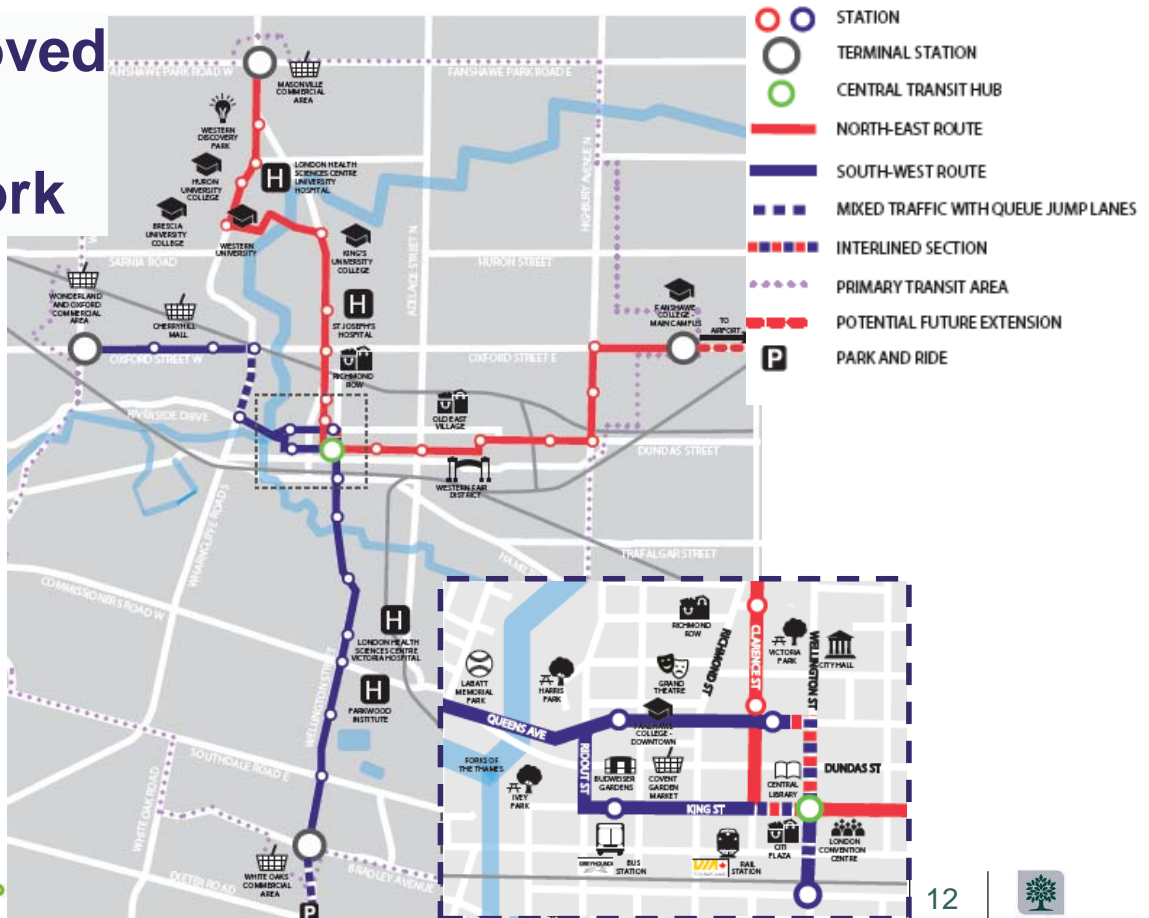 oved
ork
STATION
TERMINAL STATION
CENTRAL TRANSIT HUB
NORTH-EAST ROUTE
SOUTH-WEST ROUTE
MIXED TRAFFIC WITH QUEUE JUMP LANES
INTERLINED SECTION
PRIMARY TRANSIT AREA
POTENTIAL FUTURE EXTENSION
P PARK AND RIDE
ANSHAWE PARK ROAD W
FANSHAWE PARK ROAD E
MASONVILLE
COMMERCIAL
AREA
WESTERN
DISCOVERY
PARK
HURON
UNIVERSITY
COLLEGE
H
LONDON HEALTH
SCIENCES CENTRE
UNIVERSITY
HOSPITAL
BRESCIA
UNIVERSITY
COLLEGE
WESTERN
UNIVERSITY
KING'S
UNIVERSITY
COLLEGE
HIGHBURY AVENUE N
ACELAIDE STREET N
SARNIA ROAD
HURON STREET
WONDERLAND
AND OXFORD
COMMERCIAL
AREA
CHERRYHILL
MALL
H
ST JOSEPH'S
HOSPITAL
FANSHAWE
COLLEGE -
MAIN CAMPUS
TO
AIRPORT
OXFORD STREET W
OXFORD STREET E
RICHMOND
ROW
RIVERSIDE DRIVE
OLD EAST
VILLAGE
DUNDAS STREET
WESTERN FAIR
DISTRICT
WHARNCLIFFE ROAD S
TRAFALGAR STREET
COMMISSIONERS ROAD W
H
LONDON HEALTH
SCIENCES CENTRE
VICTORIA HOSPITAL
H
PARKWOOD
INSTITUTE
WELLINGTON STREET
SOUTHDALE ROAD E
WHITE OAK ROAD
WHITE OAKS
COMMERCIAL
AREA
EXETER ROAD
BRADLEY AVENUE
P
RICHMOND
ROW
RICHMOND ST
CLARENCE ST
VICTORIA
PARK
WELLINGTON ST
CITY HALL
LABATT
MEMORIAL
PARK
HARRIS
PARK
GRAND
THEATRE
QUEENS AVE
FANSHAWE
COLLEGE -
DOWNTOWN
FORKS OF
THE THAMES
RIDOUT ST
IVEY
PARK
BUDWEISER
GARDENS
COVENT
GARDEN
MARKET
CENTRAL
LIBRARY
DUNDAS ST
KING ST
GREYHOUND
BUS
STATION
VIA
RAIL
STATION
CITI
PLAZA
LONDON
CONVENTION
CENTRE
12